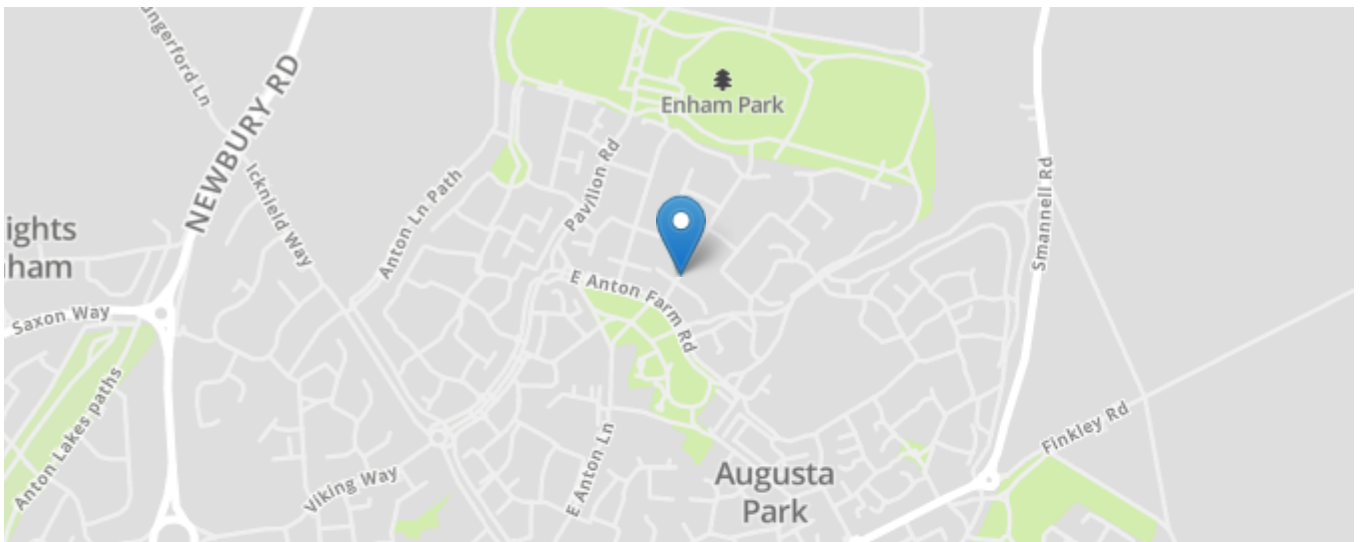 ungerford Ln
NEWBURY RD
Icknield Way
Anton Ln Path
Pavilion Rd
Enham Park
Smannell Rd
ights
ham
Saxon Way
E Anton Farm Rd
Anton Lakes paths
Viking Way
E Anton Ln
Augusta
Park
Finkley Rd